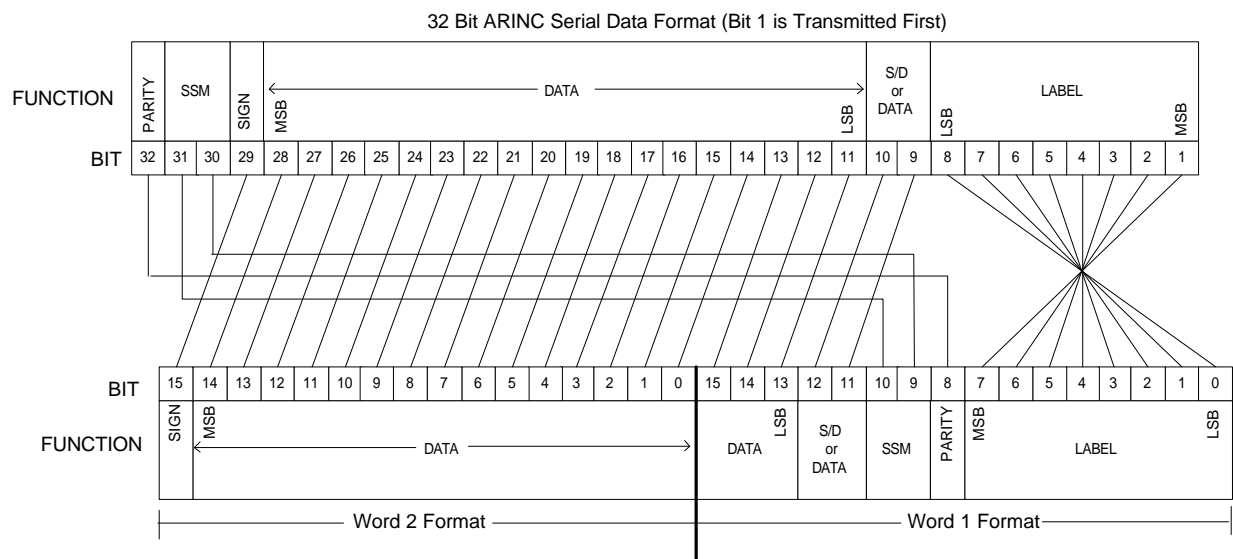 32 Bit ARINC Serial Data Format (Bit 1 is Transmitted First)
FUNCTION
PARITY
SSM
SIGN
MSB
DATA
LSB
S/D
or
DATA
LSB
LABEL
MSB
BIT
32 31 30 29 28 27 26 25 24 23 22 21 20 19 18 17 16 15 14 13 12 11 10 9 8 7 6 5 4 3 2 1
BIT
15 14 13 12 11 10 9 8 7 6 5 4 3 2 1 0 15 14 13 12 11 10 9 8 7 6 5 4 3 2 1 0
FUNCTION
SIGN
MSB
DATA
DATA
LSB
S/D
or
DATA
SSM
PARITY
MSB
LABEL
LSB
Word 2 Format
Word 1 Format